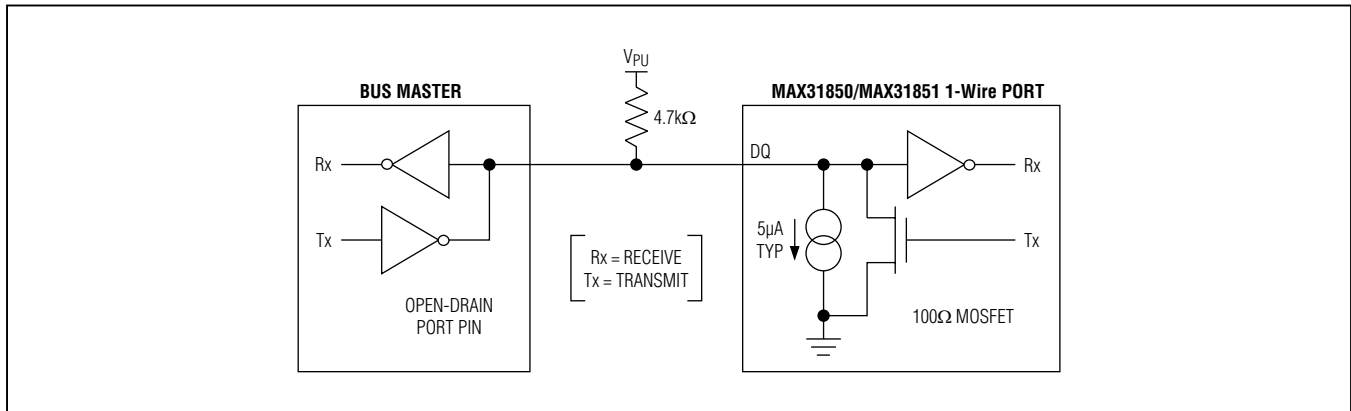 V_PU
BUS MASTER
MAX31850/MAX31851 1-Wire PORT
4.7kΩ
Rx
DQ
Rx
Tx
5µA
TYP
Tx
Rx = RECEIVE
Tx = TRANSMIT
OPEN-DRAIN
PORT PIN
100Ω MOSFET